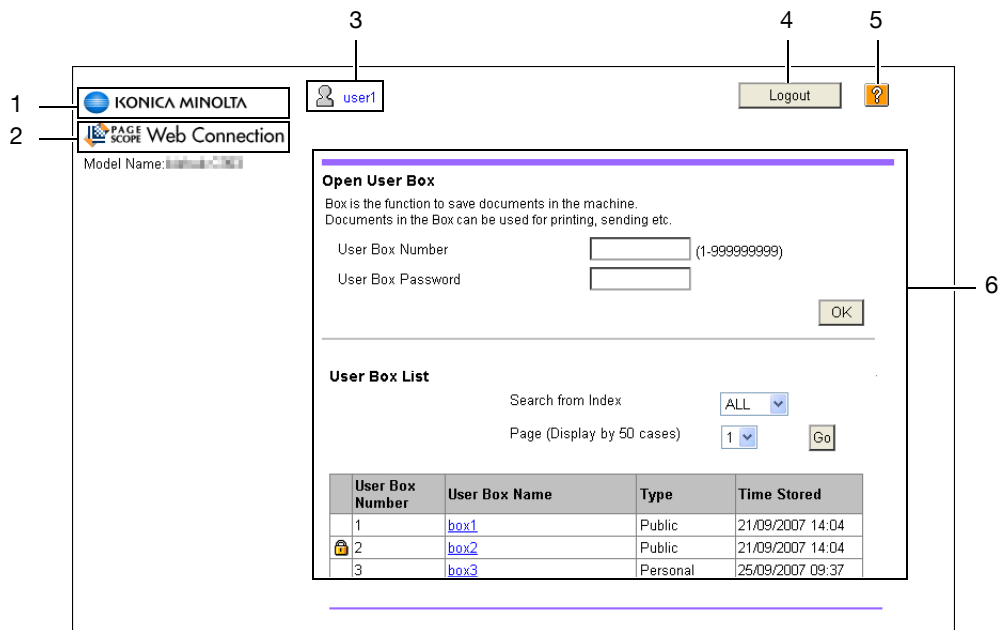 3
4
5
1
KONICA MINOLTA
user1
Logout
?
2
PAGE SCOPE Web Connection
Model Name:
Open User Box
Box is the function to save documents in the machine.
Documents in the Box can be used for printing, sending etc.
User Box Number (1-999999999)
User Box Password
6
OK
User Box List
Search from Index ALL
Page (Display by 50 cases) 1 Go
User Box Number User Box Name Type Time Stored
1 box1 Public 21/09/2007 14:04
2 box2 Public 21/09/2007 14:04
3 box3 Personal 25/09/2007 09:37